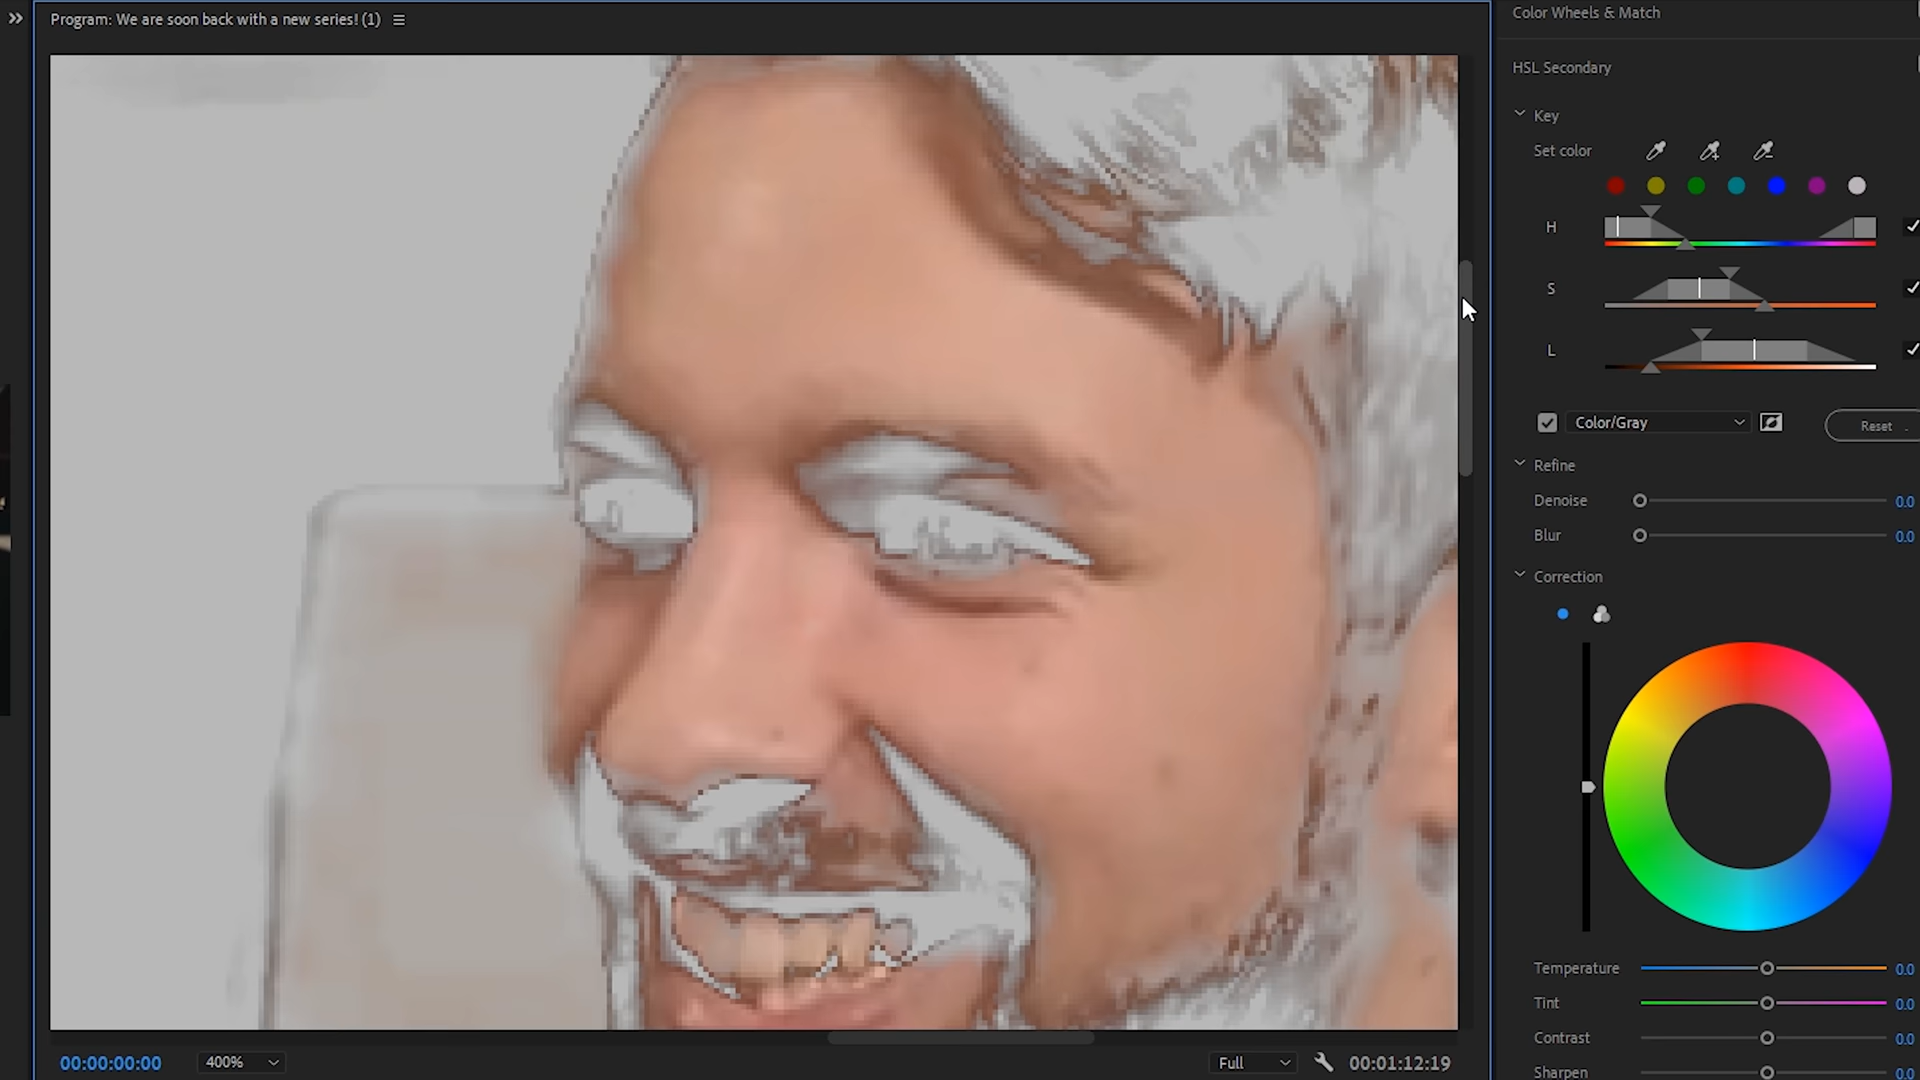 Program: We are soon back with a new series! (1)
Color Wheels & Match
HSL Secondary
Key
Set color
H
S
L
Color/Gray
Reset
Refine
Denoise 0.0
Blur 0.0
Correction
Temperature 0.0
Tint 0.0
Contrast 0.0
Sharpen 0.0
00:00:00:00
400%
Full
00:01:12:19